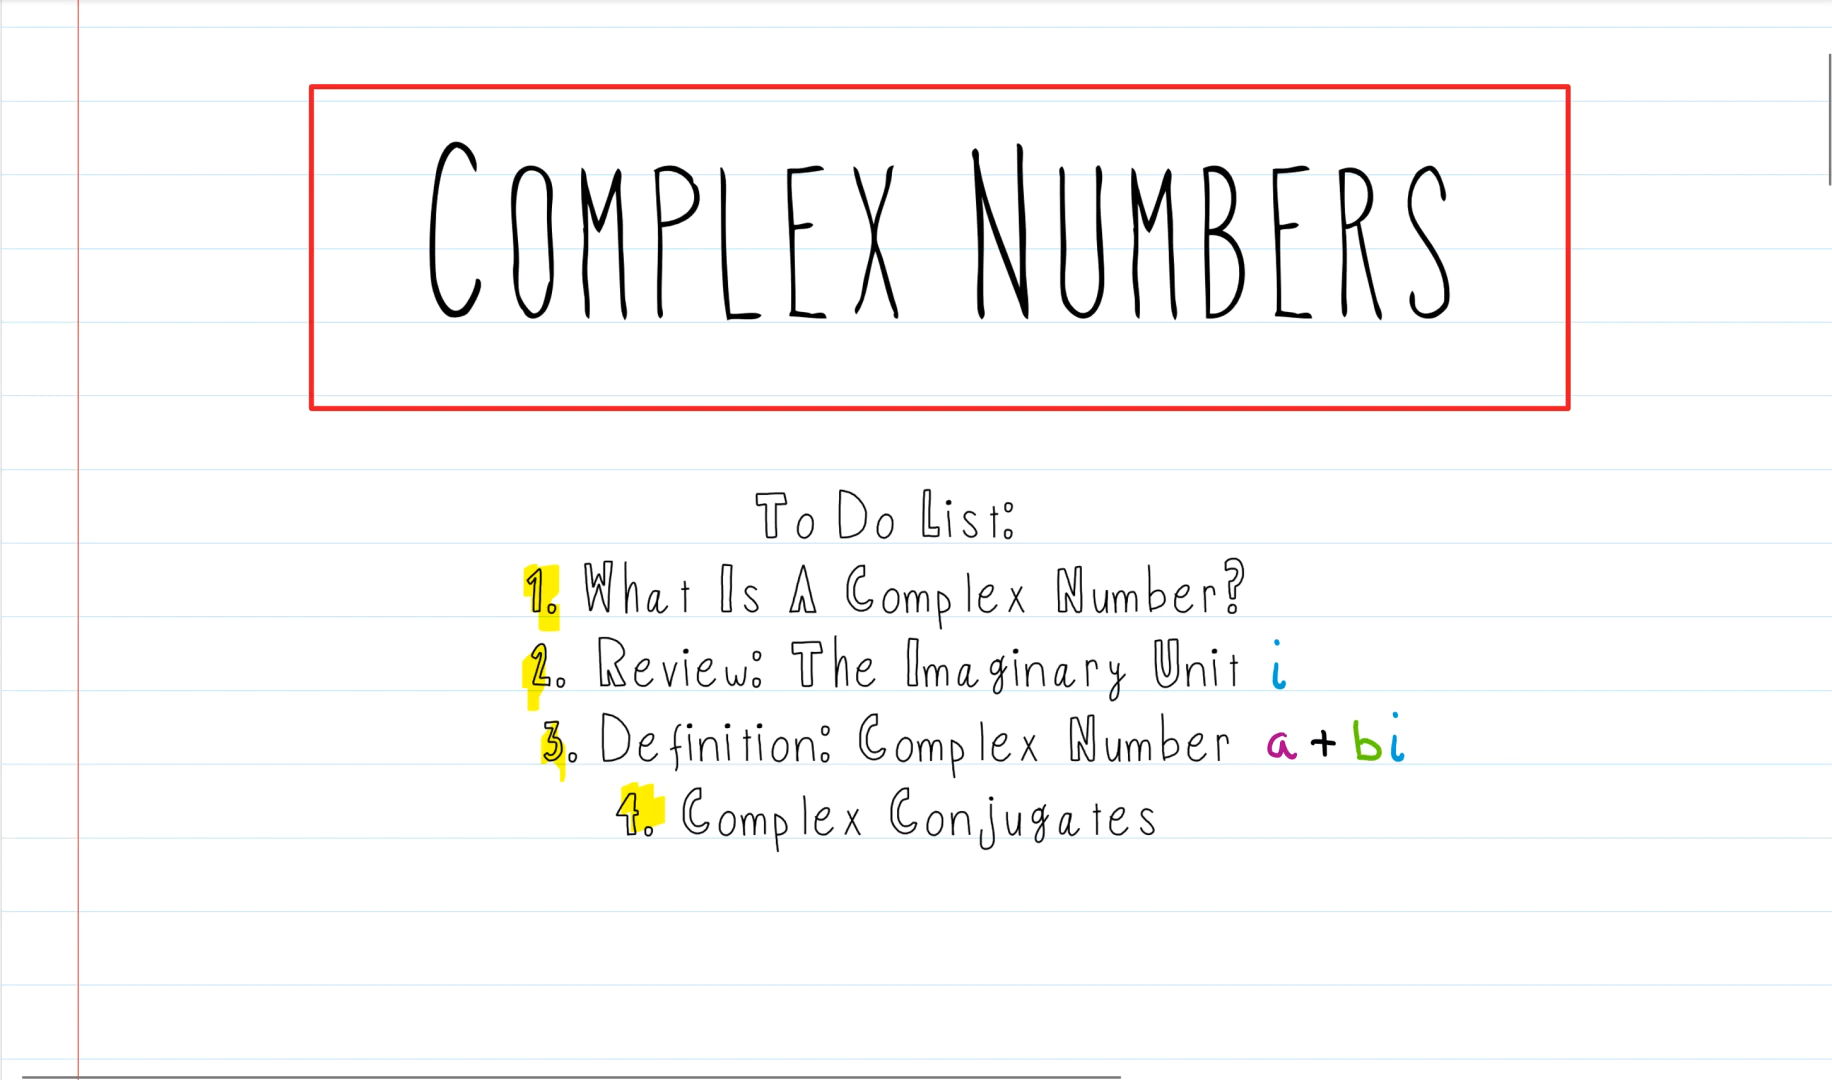 COMPLEX NUMBERS
To Do List:
1. What Is A Complex Number?
2. Review: The Imaginary Unit i
3. Definition: Complex Number a + bi
4. Complex Conjugates